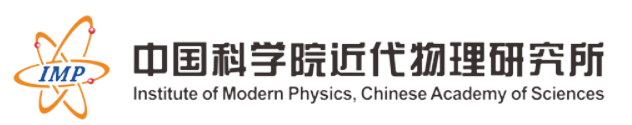 IMP
中国科学院近代物理研究所
Institute of Modern Physics, Chinese Academy of Sciences